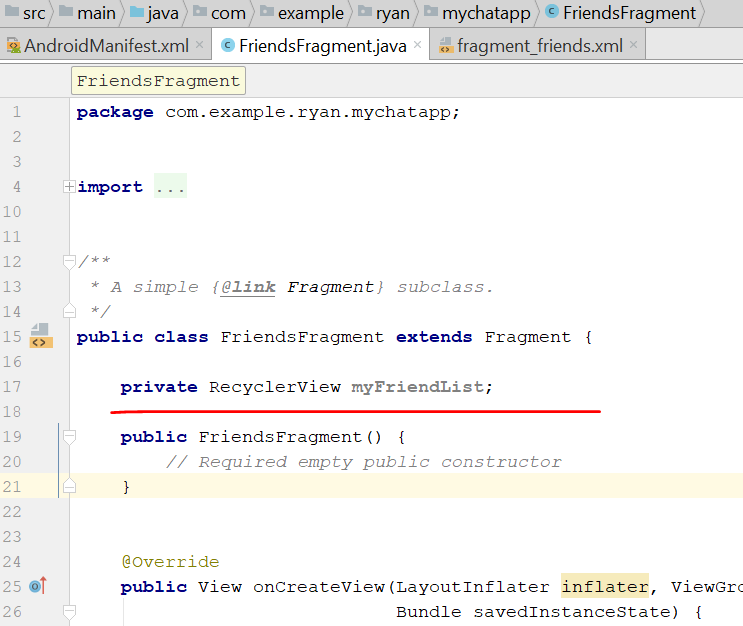 src main java com example ryan mychatapp FriendsFragment
AndroidManifest.xml FriendsFragment.java fragment_friends.xml
FriendsFragment
1 package com.example.ryan.mychatapp;
2
3
4 import ...
10
11
12 /**
13 * A simple {@link Fragment} subclass.
14 */
15 public class FriendsFragment extends Fragment {
16
17 private RecyclerView myFriendList;
18
19 public FriendsFragment() {
20 // Required empty public constructor
21 }
22
23
24 @Override
25 public View onCreateView(LayoutInflater inflater, ViewGro
26 Bundle savedInstanceState) {